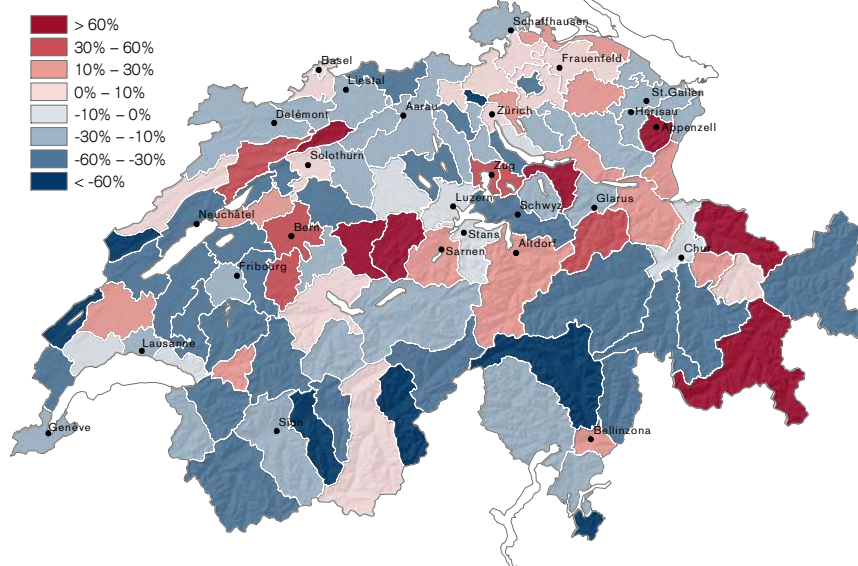 > 60%
30% – 60%
10% – 30%
0% – 10%
-10% – 0%
-30% – -10%
-60% – -30%
< -60%
Schaffhausen
Basel
Frauenfeld
Liestal
St.Gallen
Aarau
Zürich
Herisau
Delémont
Appenzell
Solothurn
Zug
Luzern
Glarus
Schwyz
Neuchâtel
Bern
Stans
Altdorf
Sarnen
Chur
Fribourg
Lausanne
Sion
Genève
Bellinzona